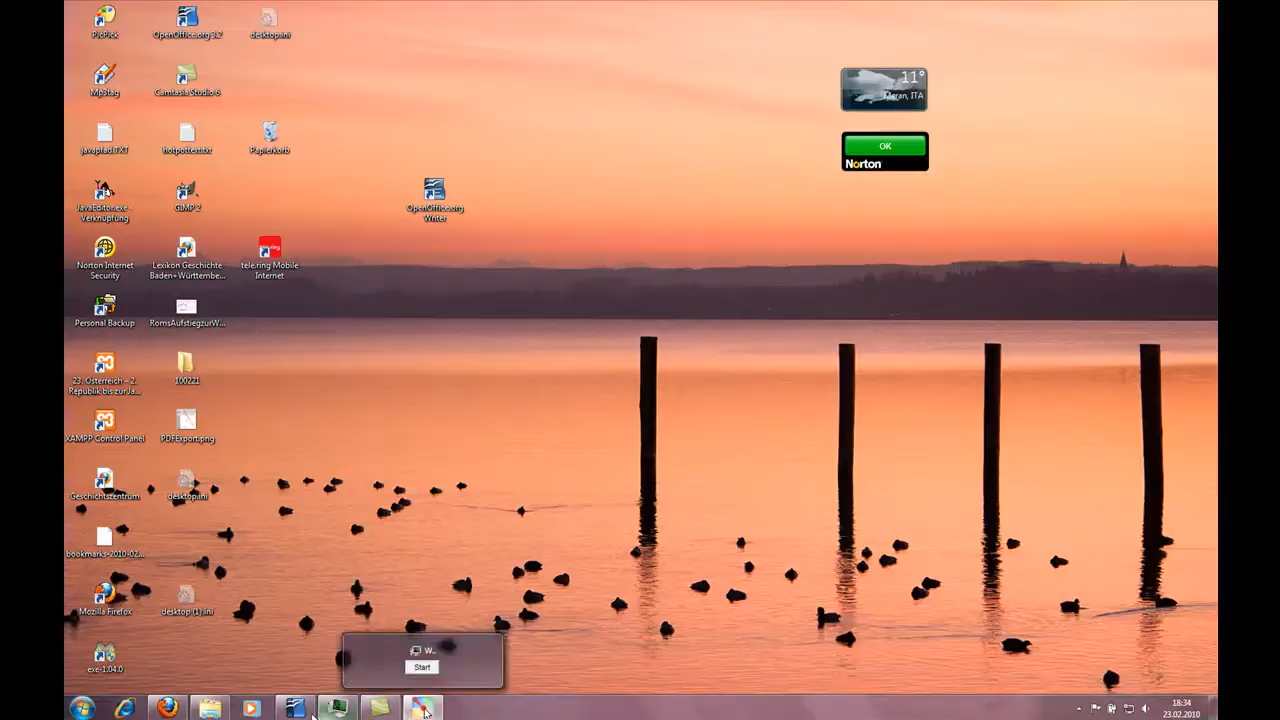 PicPick
OpenOffice.org 3.2
desktop.ini
Mp3tag
Camtasia Studio 6
javapfad.TXT
hotpottext.txt
Papierkorb
JavaEditor.exe -
Verknüpfung
GIMP 2
OpenOffice.org
Writer
Norton Internet
Security
Lexikon Geschichte
Baden+Württembe...
tele.ring Mobile
Internet
Personal Backup
RomsAufstiegzurW...
23. Österreich – 2.
Republik bis zur Ja...
100221
XAMPP Control Panel
PDFExport.png
Geschichtszentrum
desktop.ini
bookmarks-2010-02...
Mozilla Firefox
desktop (1).ini
exe-1.04.0
11°
Meran, ITA
OK
Norton
W...
Start
18:34
23.02.2010